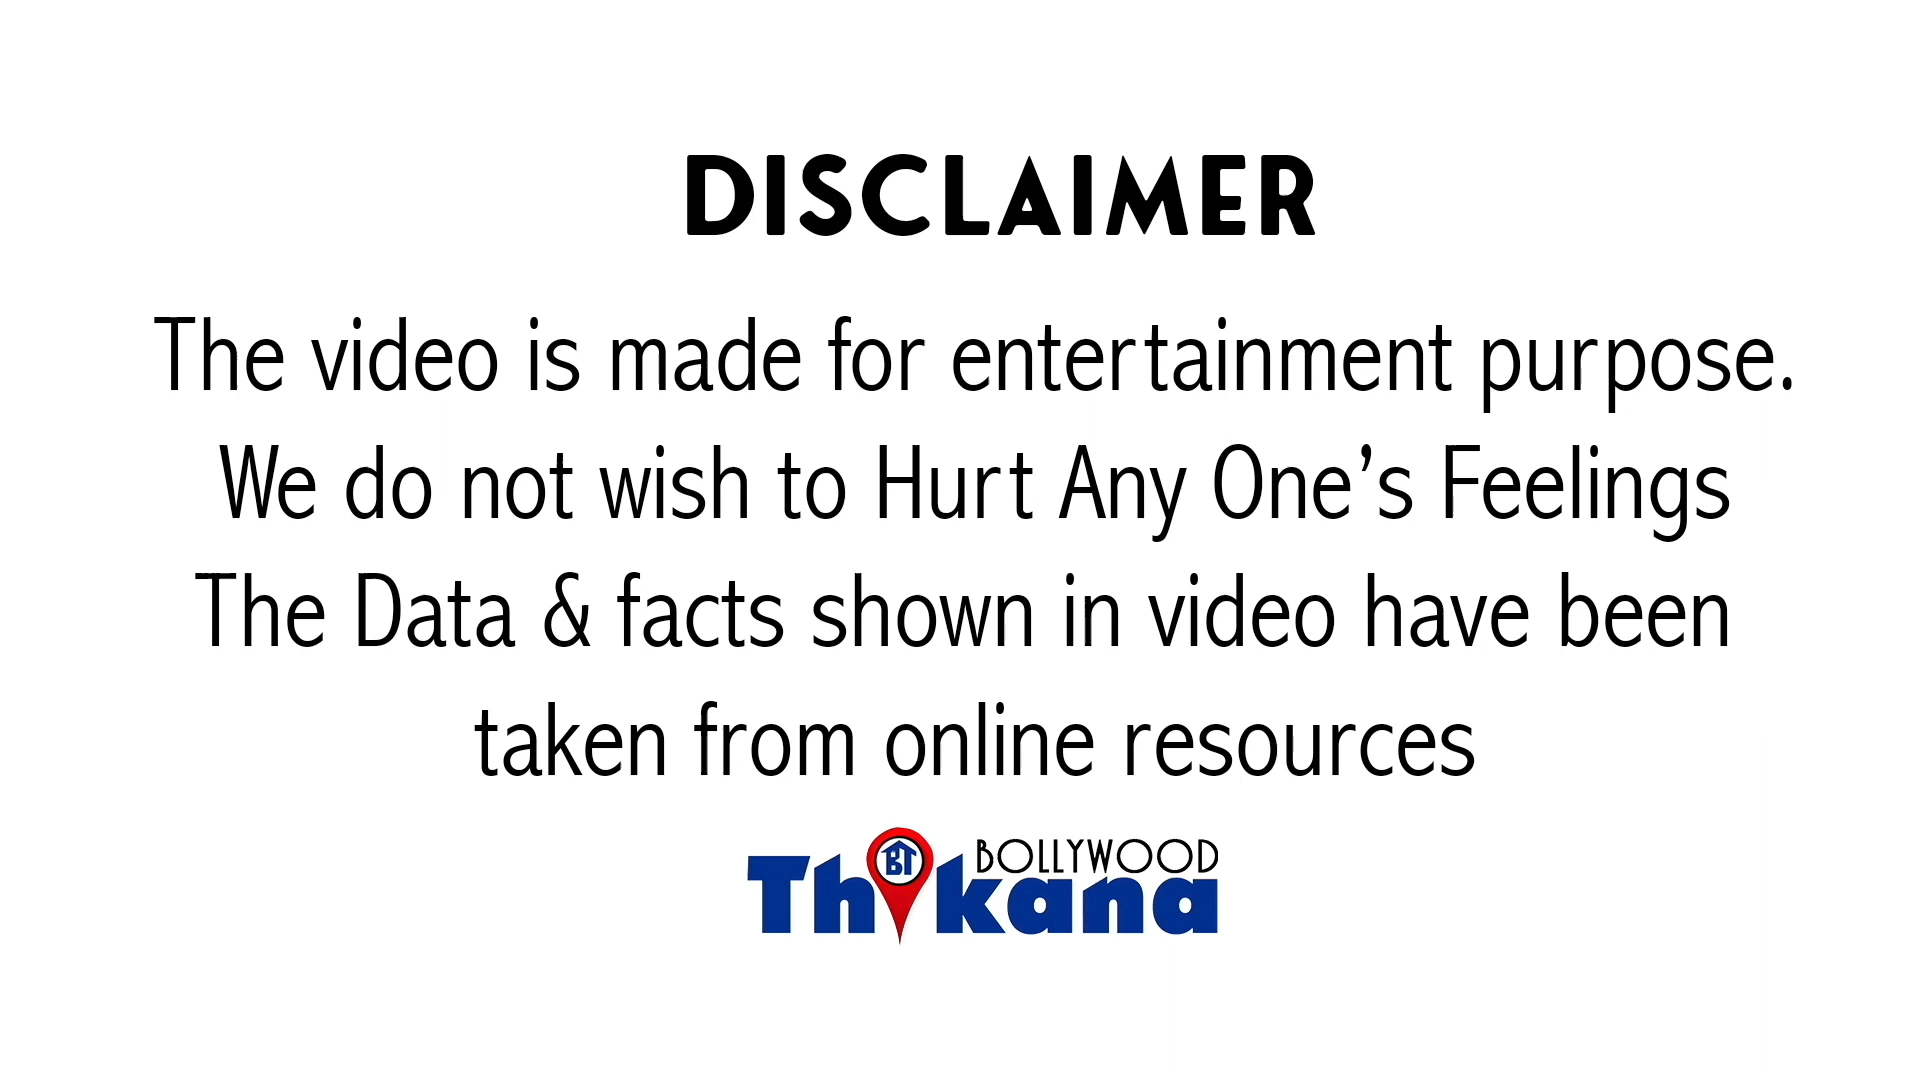 DISCLAIMER
The video is made for entertainment purpose.
We do not wish to Hurt Any One’s Feelings
The Data & facts shown in video have been
taken from online resources
BT
BOLLYWOOD
Thikana